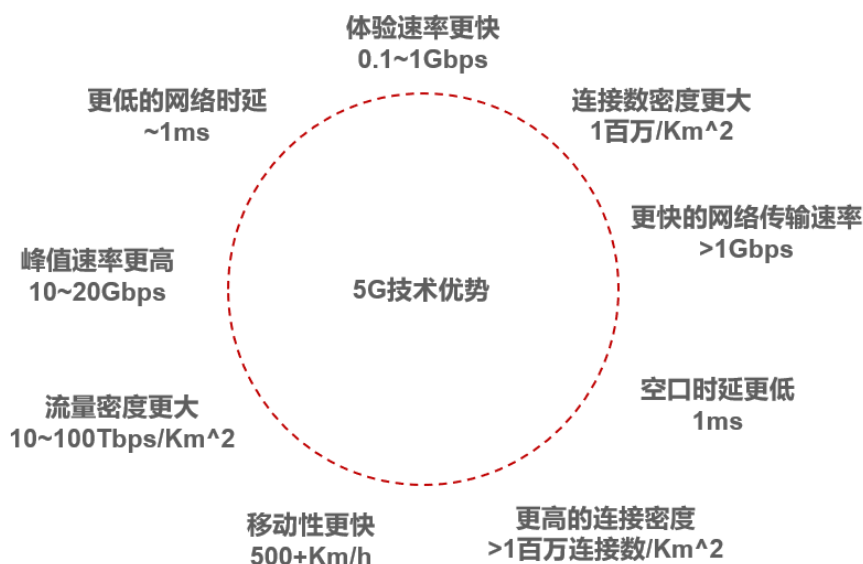 体验速率更快
0.1~1Gbps
更低的网络时延
~1ms
连接数密度更大
1百万/Km^2
更快的网络传输速率
>1Gbps
峰值速率更高
10~20Gbps
5G技术优势
空口时延更低
1ms
流量密度更大
10~100Tbps/Km^2
移动性更快
500+Km/h
更高的连接密度
>1百万连接数/Km^2